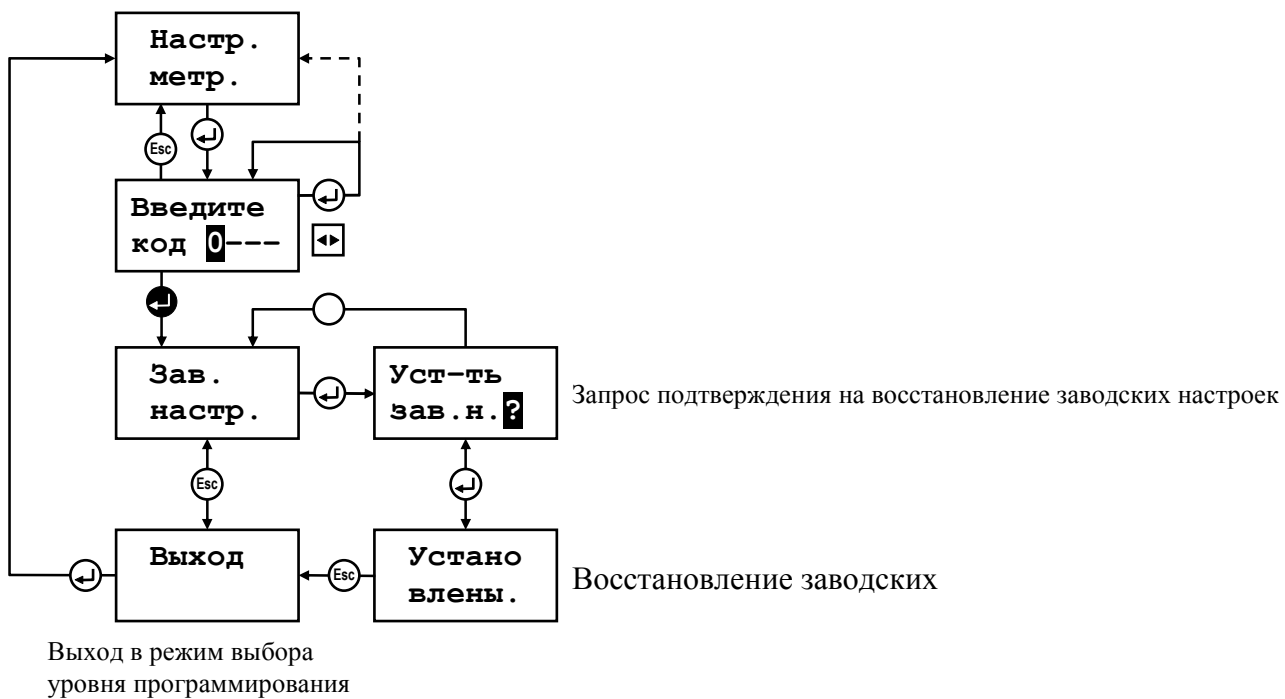 Настр.
метр.
Esc
Введите
код 0---
Зав.
настр.
Уст-ть
зав.н.?
Запрос подтверждения на восстановление заводских настроек
Esc
Выход
Esc
Устано
влены.
Восстановление заводских
Выход в режим выбора
уровня программирования